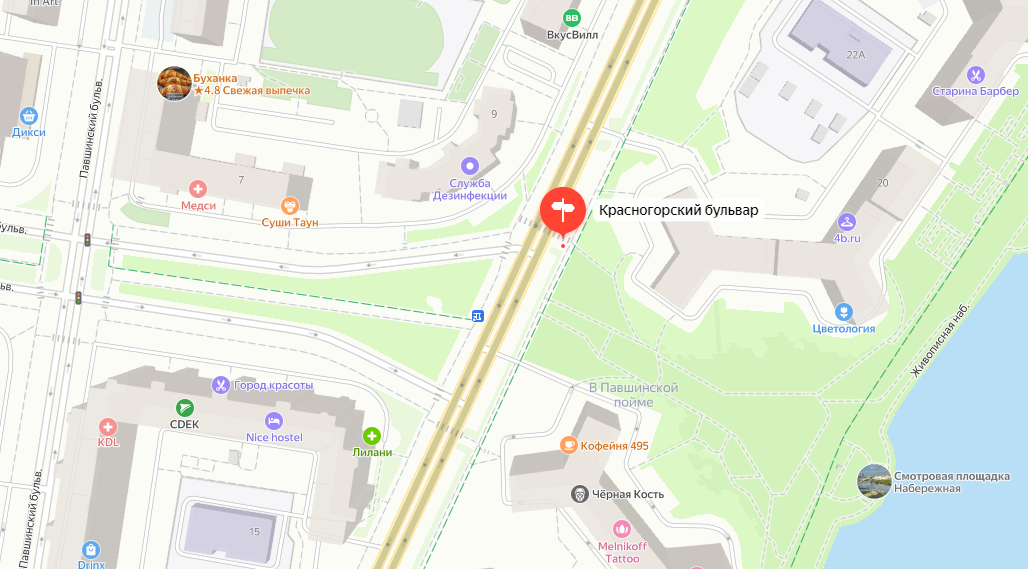 In Art
ВкусВилл
22А
Буханка
★4.8 Свежая выпечка
Старина Барбер
Дикси
Павшинский бульв.
9
Служба
Дезинфекции
7
Медси
Суши Таун
20
Красногорский бульвар
4b.ru
бульв.
Цветология
Живописная наб.
Город красоты
В Павшинской
пойме
CDEK
KDL
Nice hostel
Лилани
Кофейня 495
Смотровая площадка
Набережная
Чёрная Кость
Павшинский бульв.
15
Melnikoff
Tattoo
Drinx